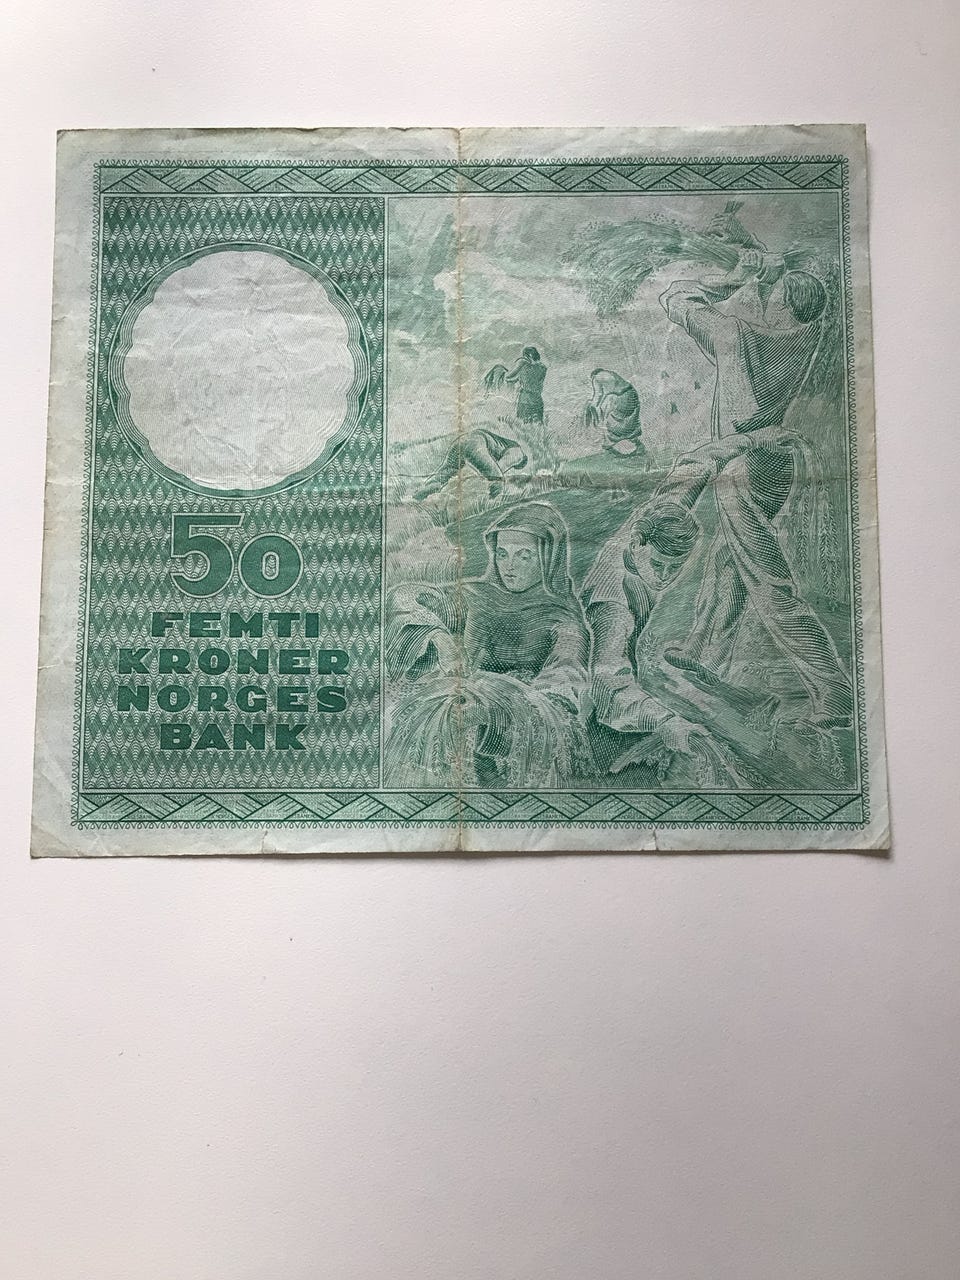 50
FEMTI
KRONER
NORGES
BANK